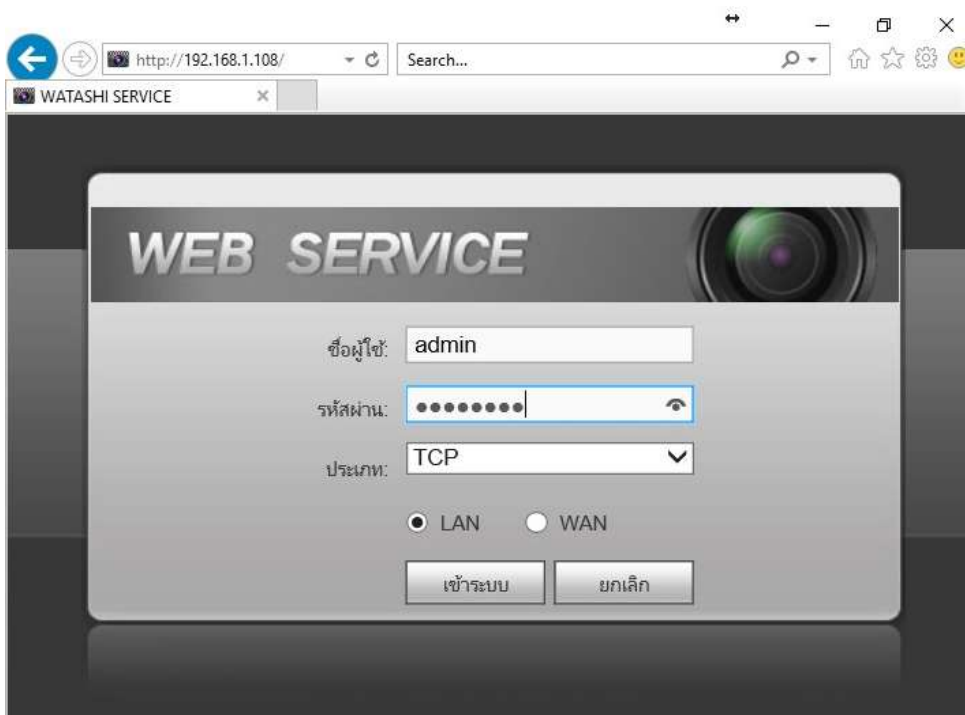 http://192.168.1.108/
Search...
WATASHI SERVICE
WEB SERVICE
ชื่อผู้ใช้: admin
รหัสผ่าน: ●●●●●●●●
ประเภท: TCP
LAN WAN
เข้าระบบ ยกเลิก